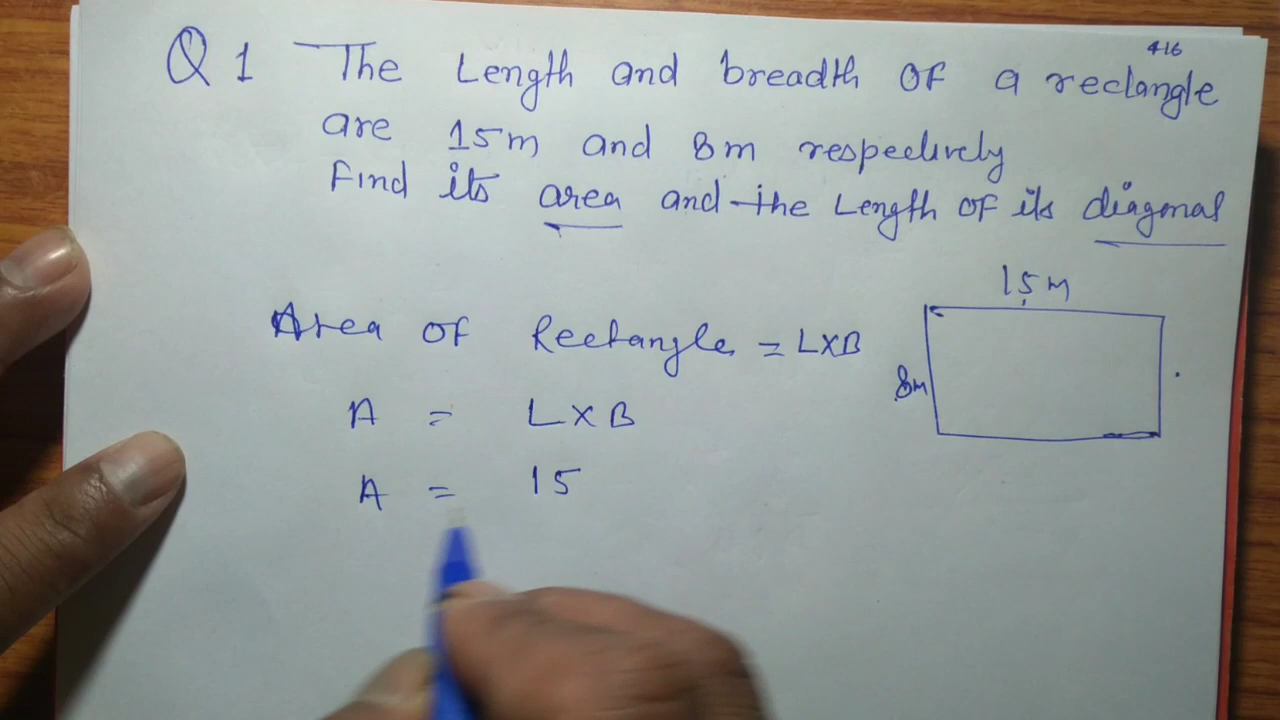 416
Q1 The Length and breadth of a rectangle
are 15m and 8m respectively
Find its area and the Length of its diagonal
15m
Area of Rectangle = L×B
8m
A = L×B
A = 15